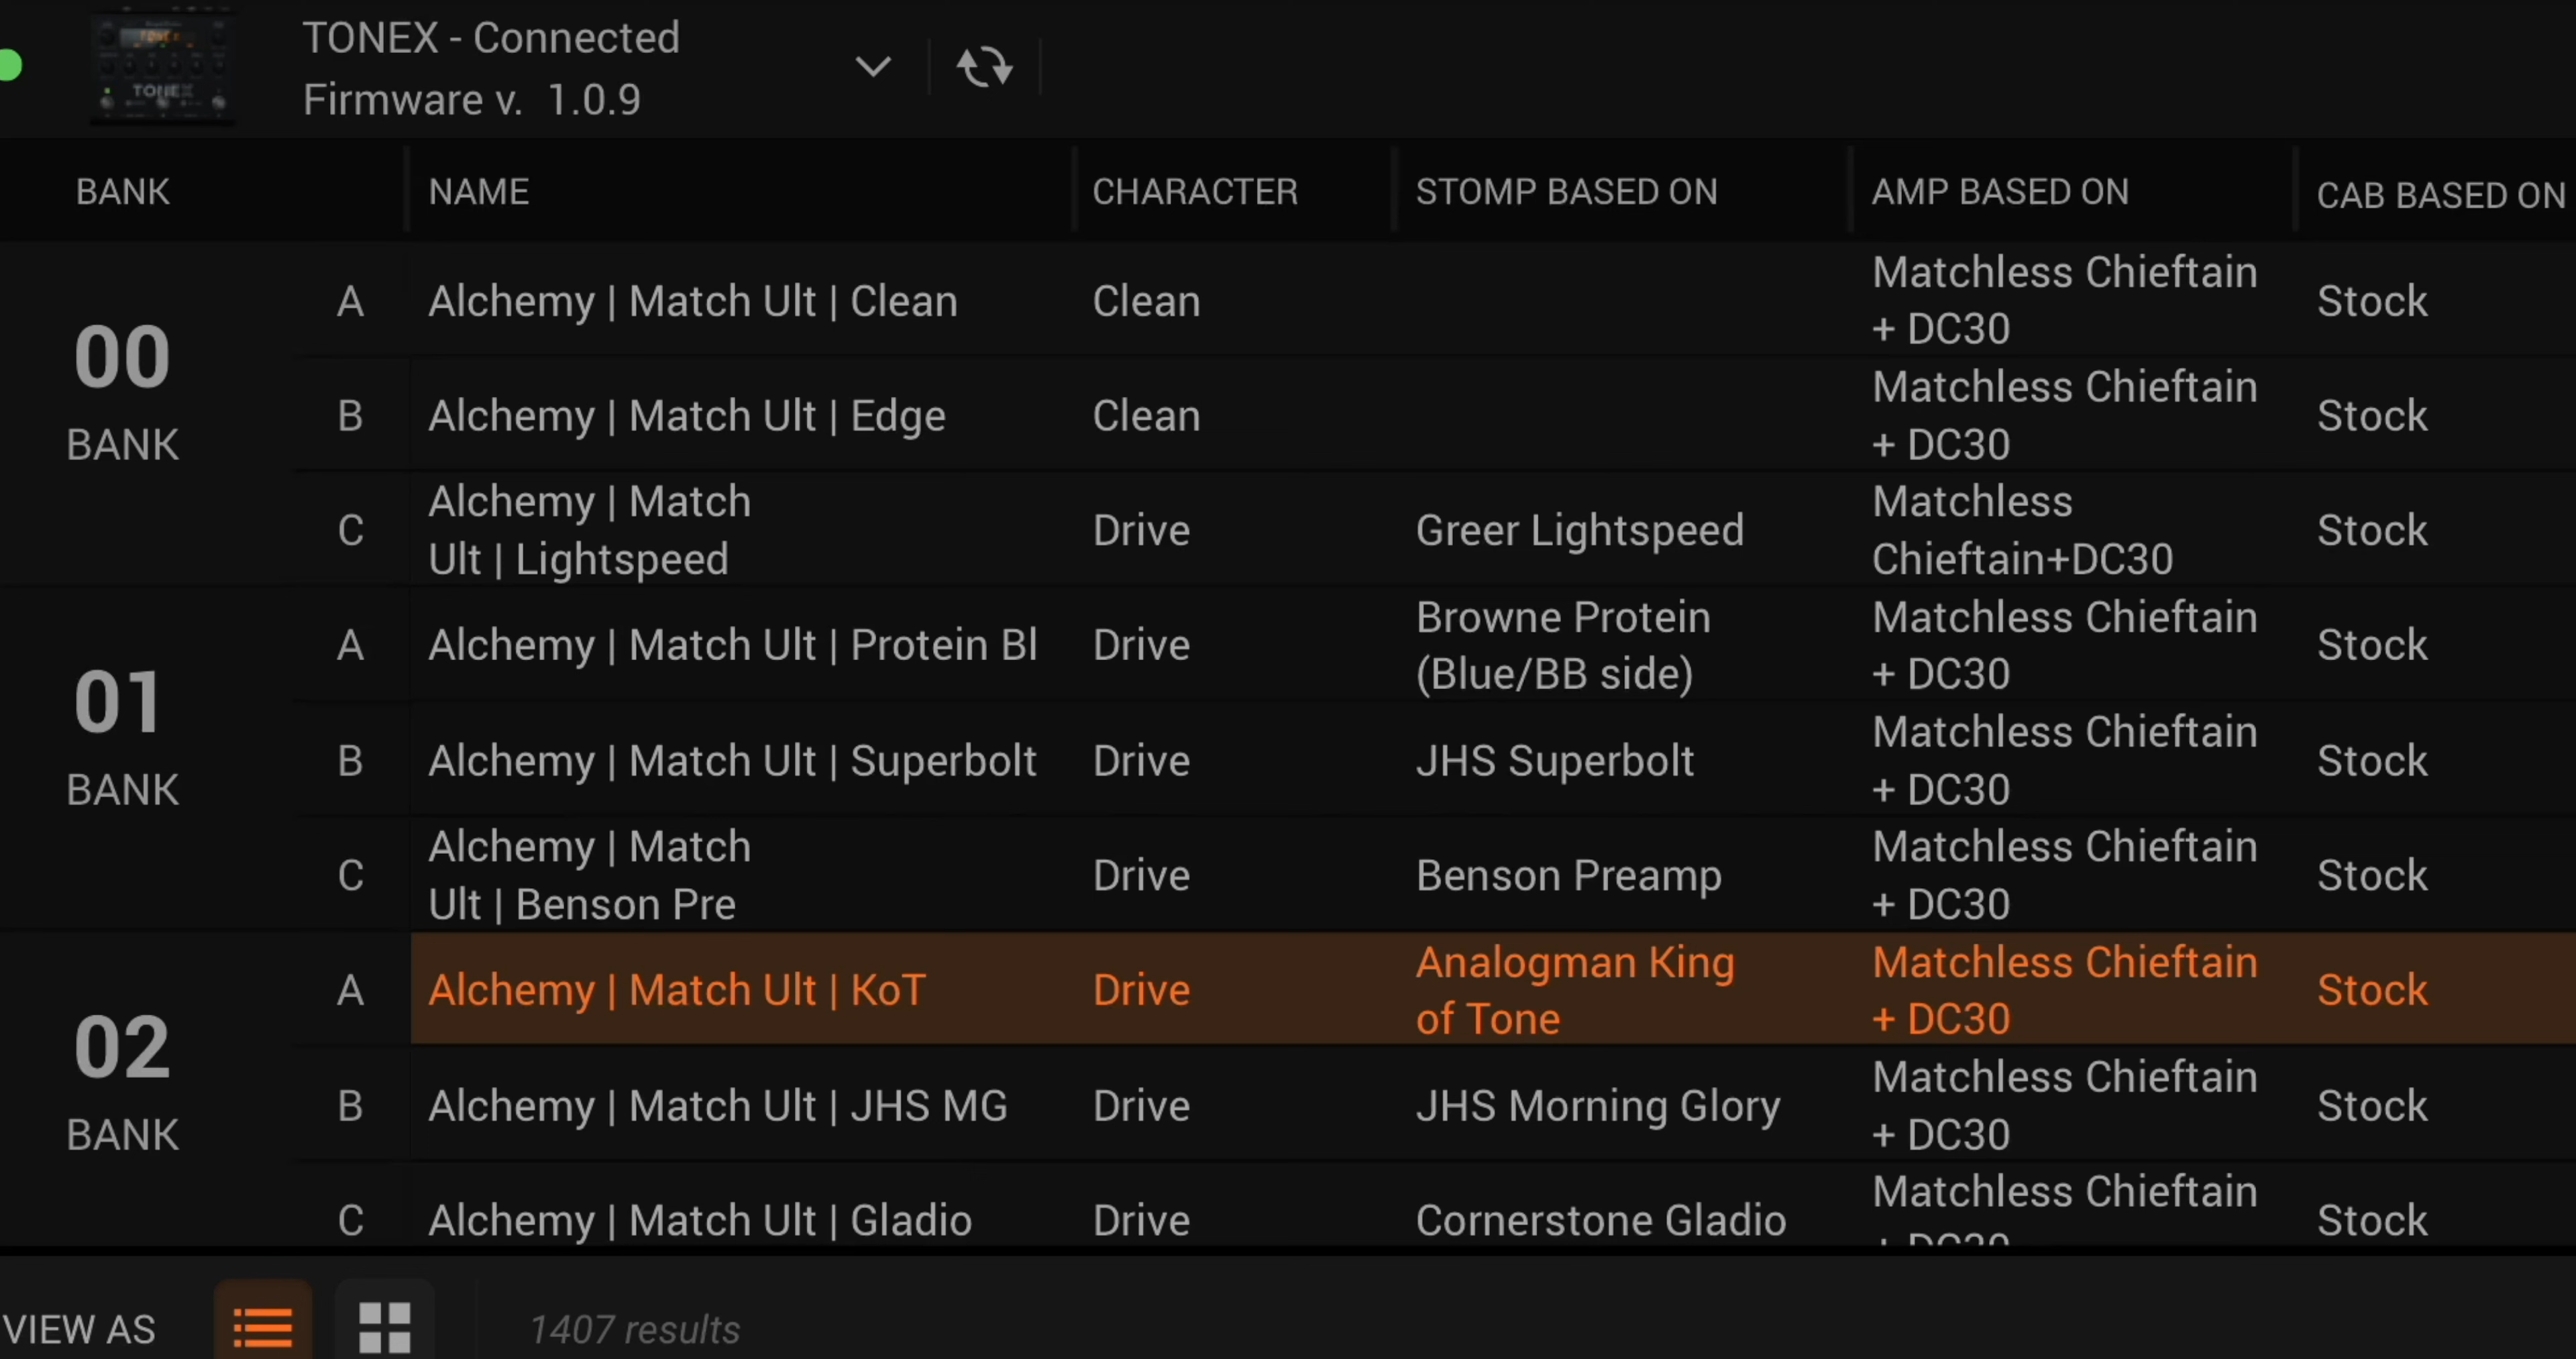 TONEX - Connected
Firmware v. 1.0.9
TONEX
BANK NAME CHARACTER STOMP BASED ON AMP BASED ON CAB BASED ON
00
BANK
A Alchemy | Match Ult | Clean Clean Matchless Chieftain
+ DC30 Stock
B Alchemy | Match Ult | Edge Clean Matchless Chieftain
+ DC30 Stock
C Alchemy | Match
Ult | Lightspeed Drive Greer Lightspeed Matchless
Chieftain+DC30 Stock
01
BANK
A Alchemy | Match Ult | Protein Bl Drive Browne Protein
(Blue/BB side) Matchless Chieftain
+ DC30 Stock
B Alchemy | Match Ult | Superbolt Drive JHS Superbolt Matchless Chieftain
+ DC30 Stock
C Alchemy | Match
Ult | Benson Pre Drive Benson Preamp Matchless Chieftain
+ DC30 Stock
02
BANK
A Alchemy | Match Ult | KoT Drive Analogman King
of Tone Matchless Chieftain
+ DC30 Stock
B Alchemy | Match Ult | JHS MG Drive JHS Morning Glory Matchless Chieftain
+ DC30 Stock
C Alchemy | Match Ult | Gladio Drive Cornerstone Gladio Matchless Chieftain
+ DC30 Stock
VIEW AS 1407 results